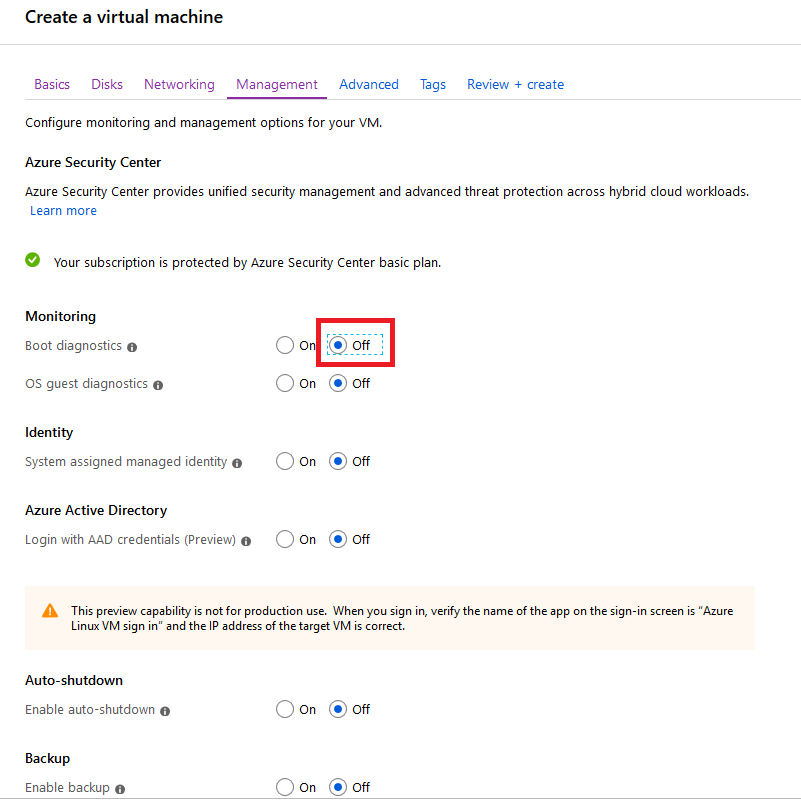 Create a virtual machine
Basics Disks Networking Management Advanced Tags Review + create
Configure monitoring and management options for your VM.
Azure Security Center
Azure Security Center provides unified security management and advanced threat protection across hybrid cloud workloads.
Learn more
Your subscription is protected by Azure Security Center basic plan.
Monitoring
Boot diagnostics On Off
OS guest diagnostics On Off
Identity
System assigned managed identity On Off
Azure Active Directory
Login with AAD credentials (Preview) On Off
This preview capability is not for production use. When you sign in, verify the name of the app on the sign-in screen is "Azure
Linux VM sign in" and the IP address of the target VM is correct.
Auto-shutdown
Enable auto-shutdown On Off
Backup
Enable backup On Off